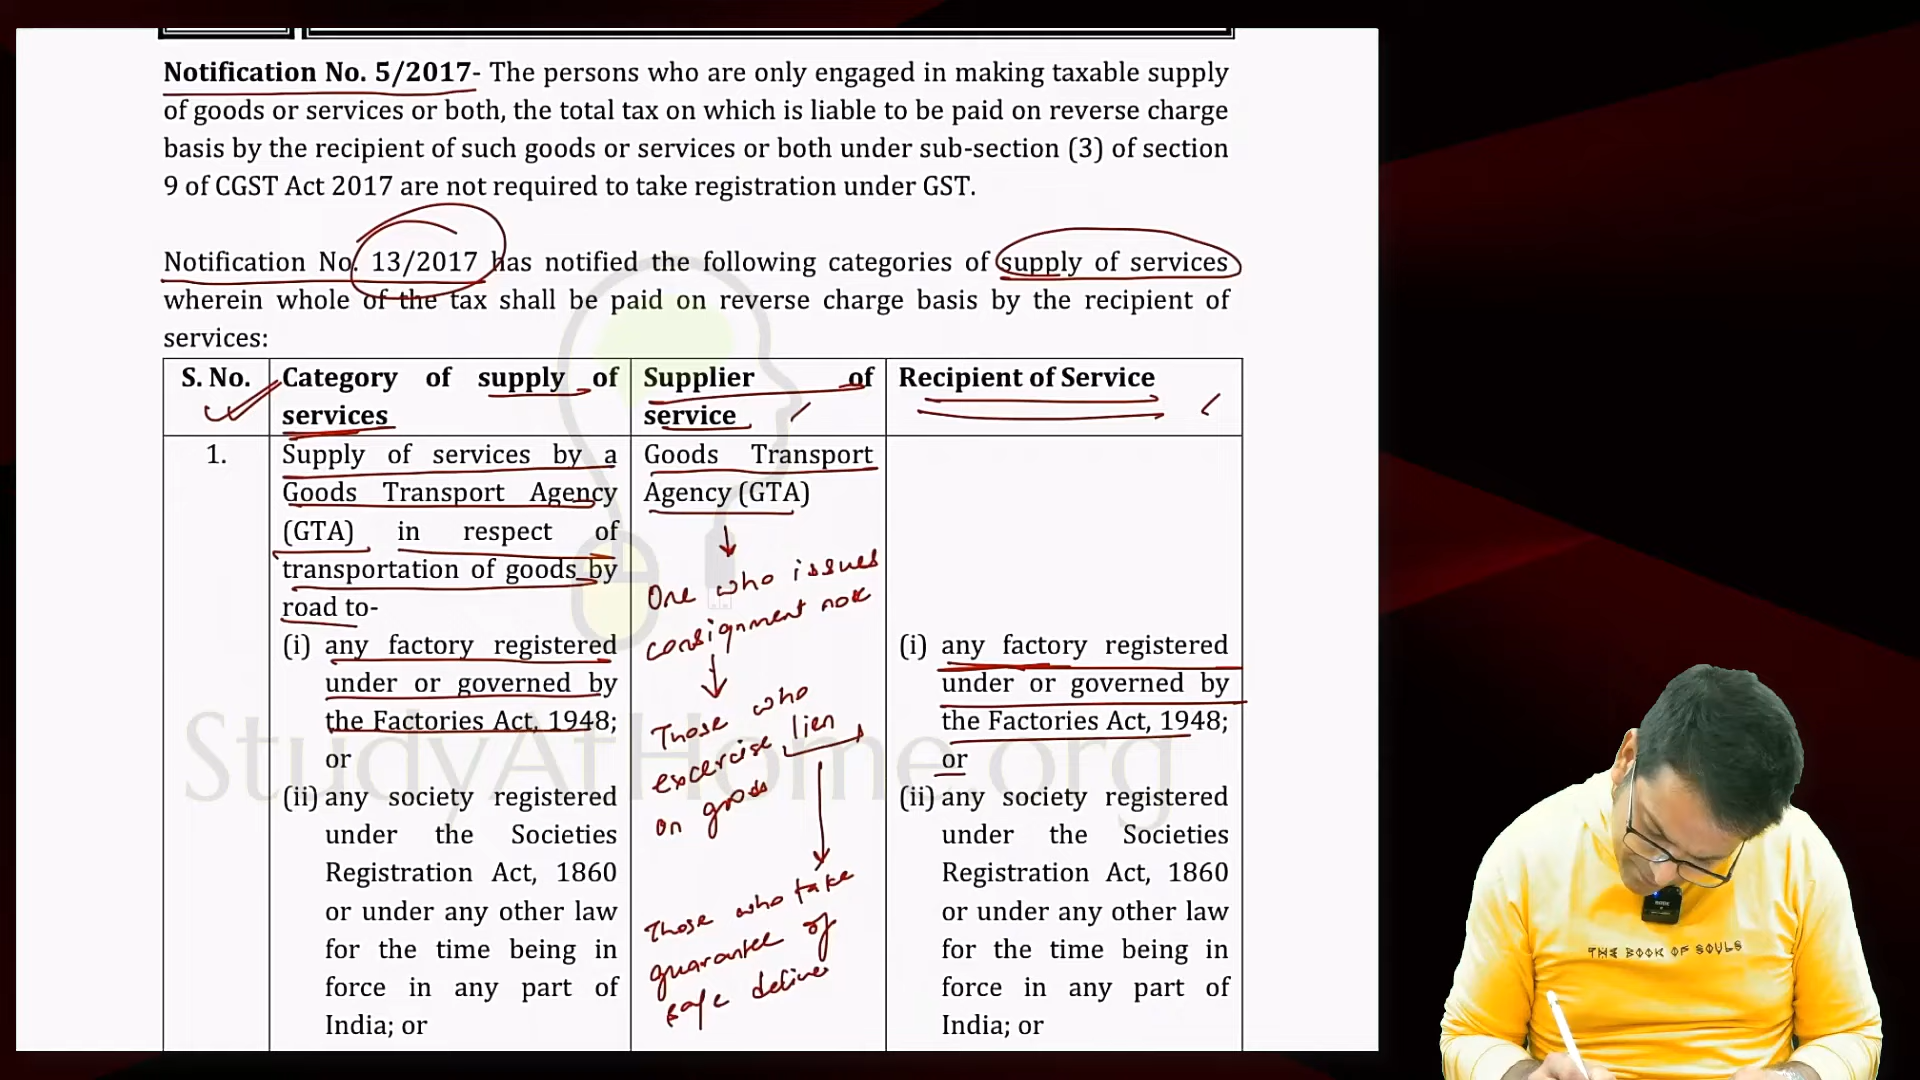 Notification No. 5/2017- The persons who are only engaged in making taxable supply
of goods or services or both, the total tax on which is liable to be paid on reverse charge
basis by the recipient of such goods or services or both under sub-section (3) of section
9 of CGST Act 2017 are not required to take registration under GST.
Notification No. 13/2017 has notified the following categories of supply of services
wherein whole of the tax shall be paid on reverse charge basis by the recipient of
services:
S. No.
Category of supply of
services
Supplier of
service
Recipient of Service
1.
Supply of services by a
Goods Transport Agency
(GTA) in respect of
transportation of goods by
road to-
(i) any factory registered
under or governed by
the Factories Act, 1948;
or
(ii) any society registered
under the Societies
Registration Act, 1860
or under any other law
for the time being in
force in any part of
India; or
Goods Transport
Agency (GTA)
One who issues
consignment note
Those who
excercise lien
on goods
Those who take
guarantee of
safe
(i) any factory registered
under or governed by
the Factories Act, 1948;
or
(ii) any society registered
under the Societies
Registration Act, 1860
or under any other law
for the time being in
force in any part of
India; or
StudyAtHome.org
THE BOOK OF SOULS